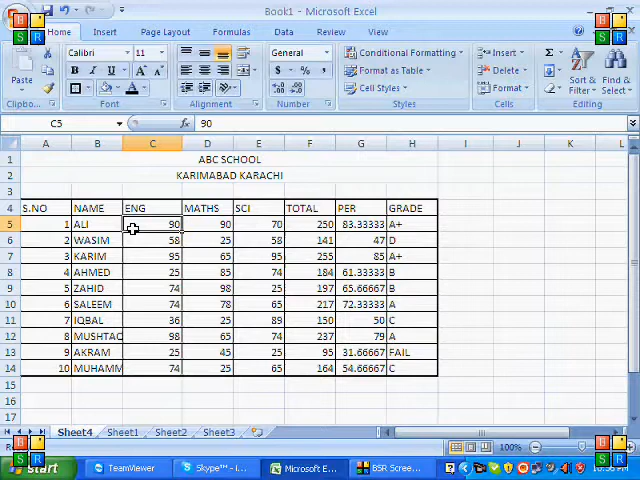 Book1 - Microsoft Excel
B S R
B S R
Home Insert Page Layout Formulas Data Review View
Paste
Calibri 11
B I U
A A
General
$ % ,
Conditional Formatting
Format as Table
Cell Styles
Insert
Delete
Format
Σ
Sort & Filter
Find & Select
Font Alignment Number Styles Cells Editing
C5 fx 90
A B C D E F G H I J K L
1 ABC SCHOOL
2 KARIMABAD KARACHI
3
4 S.NO NAME ENG MATHS SCI TOTAL PER GRADE
5 1 ALI 90 90 70 250 83.33333 A+
6 2 WASIM 58 25 58 141 47 D
7 3 KARIM 95 65 95 255 85 A+
8 4 AHMED 25 85 74 184 61.33333 B
9 5 ZAHID 74 98 25 197 65.66667 B
10 6 SALEEM 74 78 65 217 72.33333 A
11 7 IQBAL 36 25 89 150 50 C
12 8 MUSHTAQ 98 65 74 237 79 A
13 9 AKRAM 25 45 25 95 31.66667 FAIL
14 10 MUHAMM 74 25 65 164 54.66667 C
15
16
17
Sheet4 Sheet1 Sheet2 Sheet3
100%
B S R
B S R
start TeamViewer Skype™ - i... Microsoft E... BSR Scree...